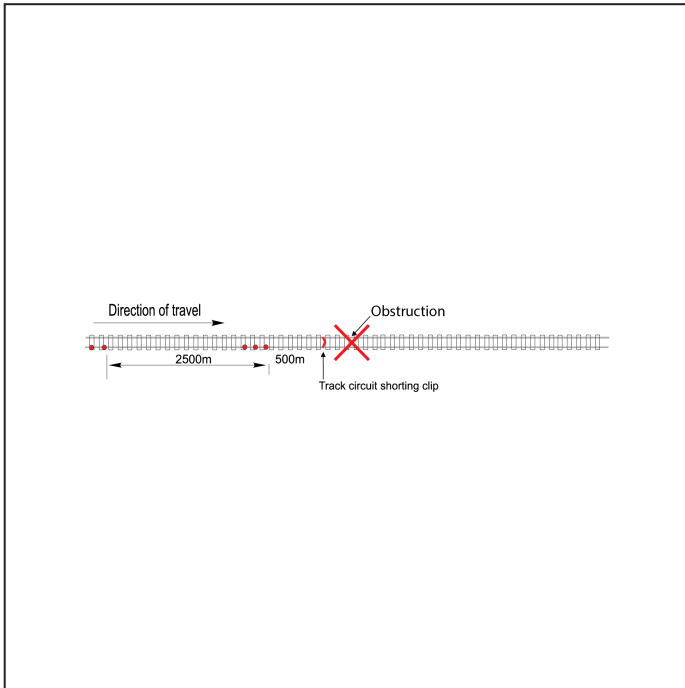 Direction of travel
Obstruction
2500m
500m
Track circuit shorting clip